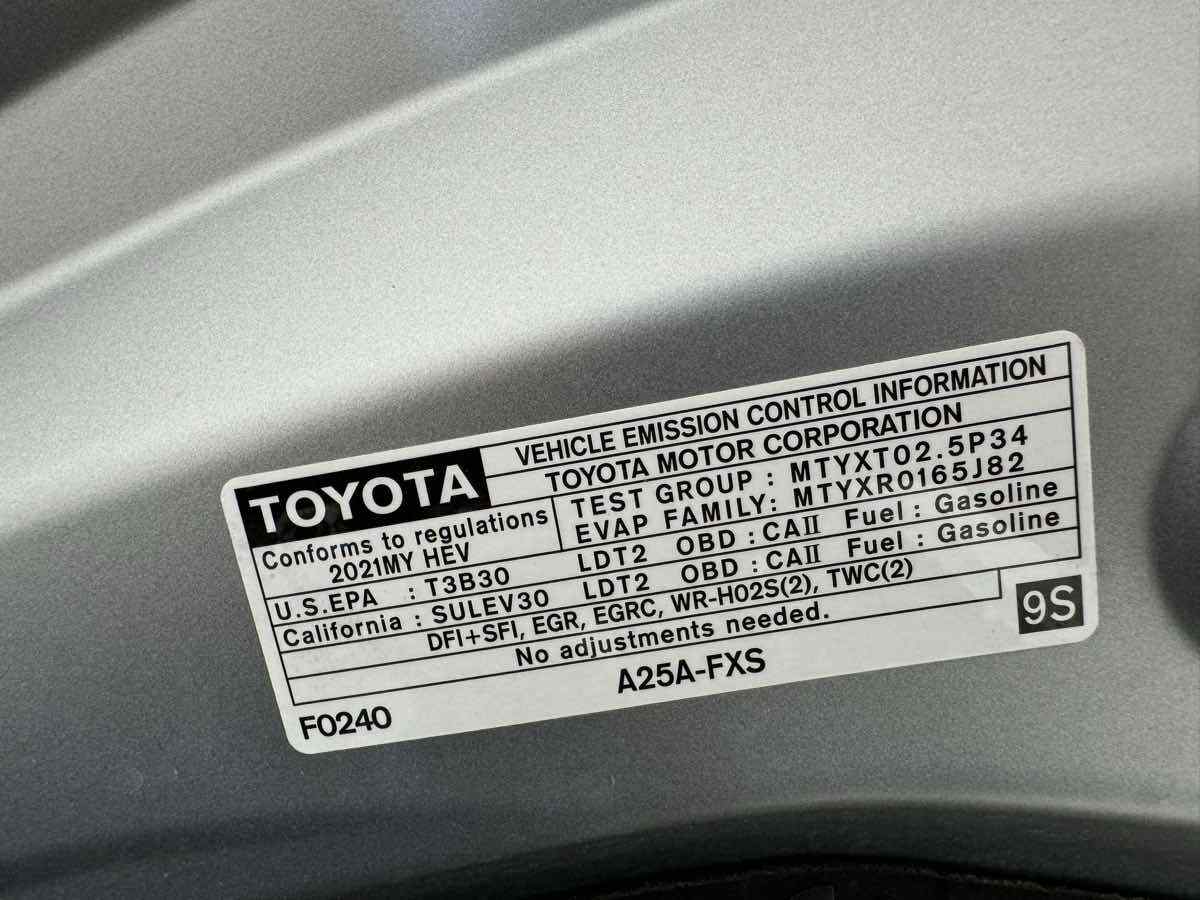 TOYOTA
VEHICLE EMISSION CONTROL INFORMATION
TOYOTA MOTOR CORPORATION
Conforms to regulations
2021MY HEV
TEST GROUP : MTYXT02.5P34
EVAP FAMILY: MTYXR0165J82
U.S.EPA : T3B30 LDT2 OBD : CAII Fuel : Gasoline
California : SULEV30 LDT2 OBD : CAII Fuel : Gasoline
DFI+SFI, EGR, EGRC, WR-HO2S(2), TWC(2)
No adjustments needed.
9S
A25A-FXS
F0240